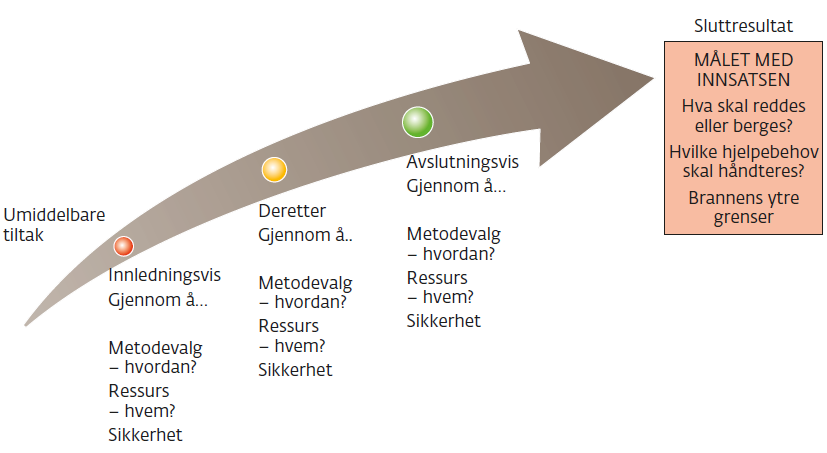 Umiddelbare
tiltak
Innledningsvis
Gjennom å...
Metodevalg
– hvordan?
Ressurs
– hvem?
Sikkerhet
Deretter
Gjennom å..
Metodevalg
– hvordan?
Ressurs
– hvem?
Sikkerhet
Avslutningsvis
Gjennom å...
Metodevalg
– hvordan?
Ressurs
– hvem?
Sikkerhet
Sluttresultat
MÅLET MED
INNSATSEN
Hva skal reddes
eller berges?
Hvilke hjelpebehov
skal håndteres?
Brannens ytre
grenser